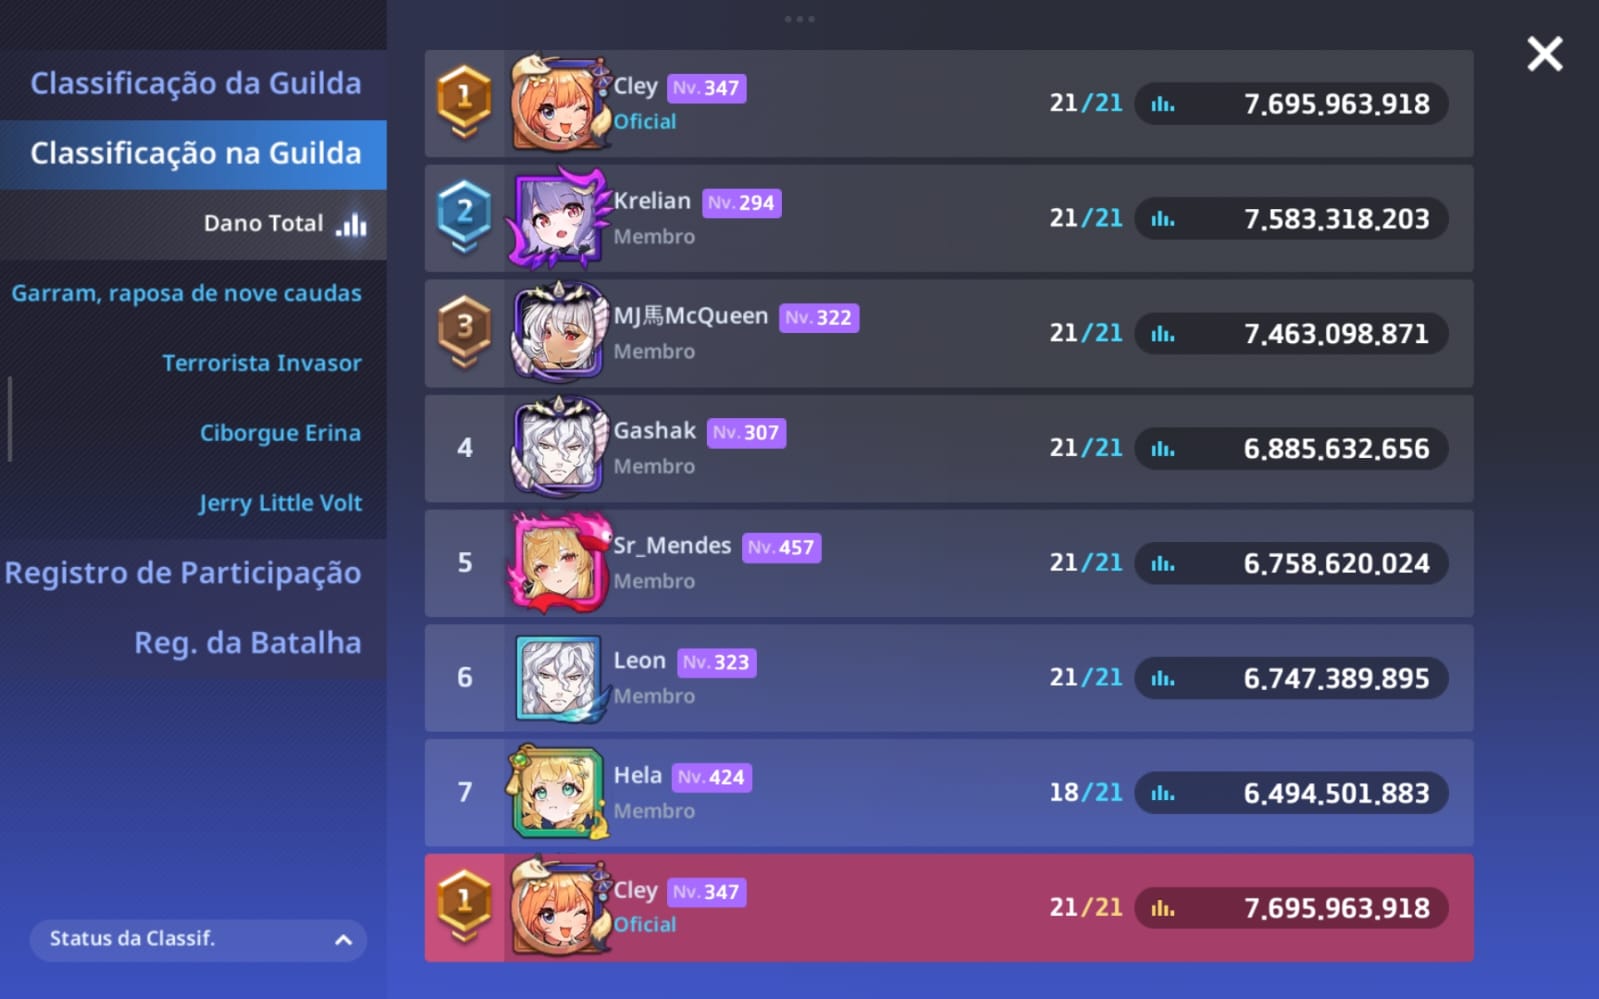 Classificação da Guilda
Classificação na Guilda
Dano Total
Garram, raposa de nove caudas
Terrorista Invasor
Ciborgue Erina
Jerry Little Volt
Registro de Participação
Reg. da Batalha
Status da Classif.
1 Cley Nv.347 21/21 7.695.963.918
Oficial
2 Krelian Nv.294 21/21 7.583.318.203
Membro
3 MJ馬McQueen Nv.322 21/21 7.463.098.871
Membro
4 Gashak Nv.307 21/21 6.885.632.656
Membro
5 Sr_Mendes Nv.457 21/21 6.758.620.024
Membro
6 Leon Nv.323 21/21 6.747.389.895
Membro
7 Hela Nv.424 18/21 6.494.501.883
Membro
1 Cley Nv.347 21/21 7.695.963.918
Oficial